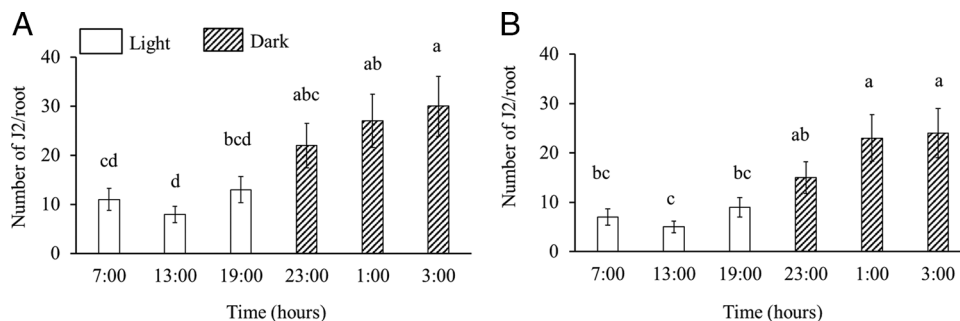 A
Light
Dark
Number of J2/root
40
30
20
10
0
cd
d
bcd
abc
ab
a
7:00
13:00
19:00
23:00
1:00
3:00
Time (hours)
B
Number of J2/root
40
30
20
10
0
bc
c
bc
ab
a
a
7:00
13:00
19:00
23:00
1:00
3:00
Time (hours)